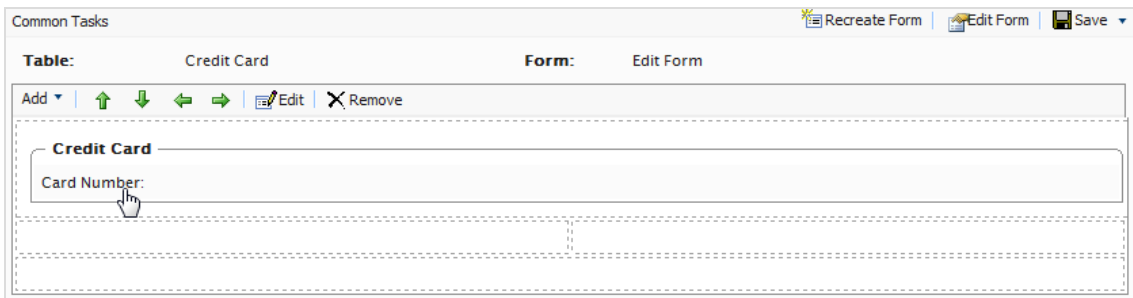 Common Tasks Recreate Form Edit Form Save
Table: Credit Card Form: Edit Form
Add Edit Remove
Credit Card
Card Number: